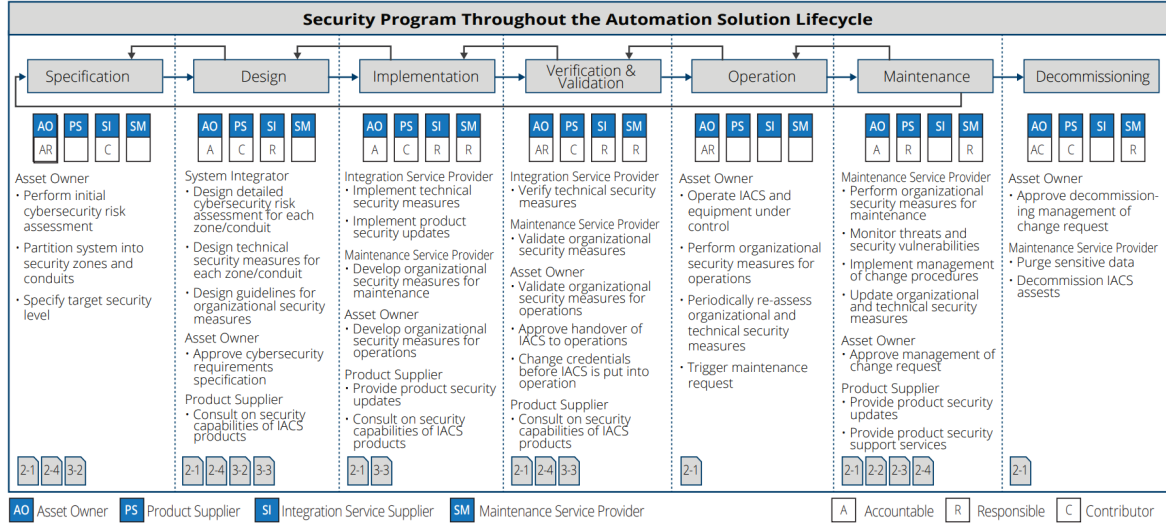 Security Program Throughout the Automation Solution Lifecycle
Specification
Design
Implementation
Verification &
Validation
Operation
Maintenance
Decommissioning
AO PS SI SM
AR C
Asset Owner
• Perform initial
cybersecurity risk
assessment
• Partition system into
security zones and
conduits
• Specify target security
level
2-1 2-4 3-2
AO PS SI SM
A C R
System Integrator
• Design detailed
cybersecurity risk
assessment for each
zone/conduit
• Design technical
security measures for
each zone/conduit
• Design guidelines for
organizational security
measures
Asset Owner
• Approve cybersecurity
requirements
specification
Product Supplier
• Consult on security
capabilities of IACS
products
2-1 2-4 3-2 3-3
AO PS SI SM
A C R R
Integration Service Provider
• Implement technical
security measures
• Implement product
security updates
Maintenance Service Provider
• Develop organizational
security measures for
maintenance
Asset Owner
• Develop organizational
security measures for
operations
Product Supplier
• Provide product security
updates
• Consult on security
capabilities of IACS
products
2-1 3-3
AO PS SI SM
AR C R R
Integration Service Provider
• Verify technical security
measures
Maintenance Service Provider
• Validate organizational
security measures
Asset Owner
• Validate organizational
security measures for
operations
• Approve handover of
IACS to operations
• Change credentials
before IACS is put into
operation
Product Supplier
• Consult on security
capabilities of IACS
products
2-1 2-4 3-3
AO PS SI SM
AR
Asset Owner
• Operate IACS and
equipment under
control
• Perform organizational
security measures for
operations
• Periodically re-assess
organizational and
technical security
measures
• Trigger maintenance
request
2-1
AO PS SI SM
A R R
Maintenance Service Provider
• Perform organizational
security measures for
maintenance
• Monitor threats and
security vulnerabilities
• Implement management
of change procedures
• Update organizational
and technical security
measures
Asset Owner
• Approve management of
change request
Product Supplier
• Provide product security
updates
• Provide product security
support services
2-1 2-2 2-3 2-4
AO PS SI SM
AC C R
Asset Owner
• Approve decommission-
ing management of
change request
Maintenance Service Provider
• Purge sensitive data
• Decommission IACS
assests
2-1
AO Asset Owner PS Product Supplier SI Integration Service Supplier SM Maintenance Service Provider A Accountable R Responsible C Contributor